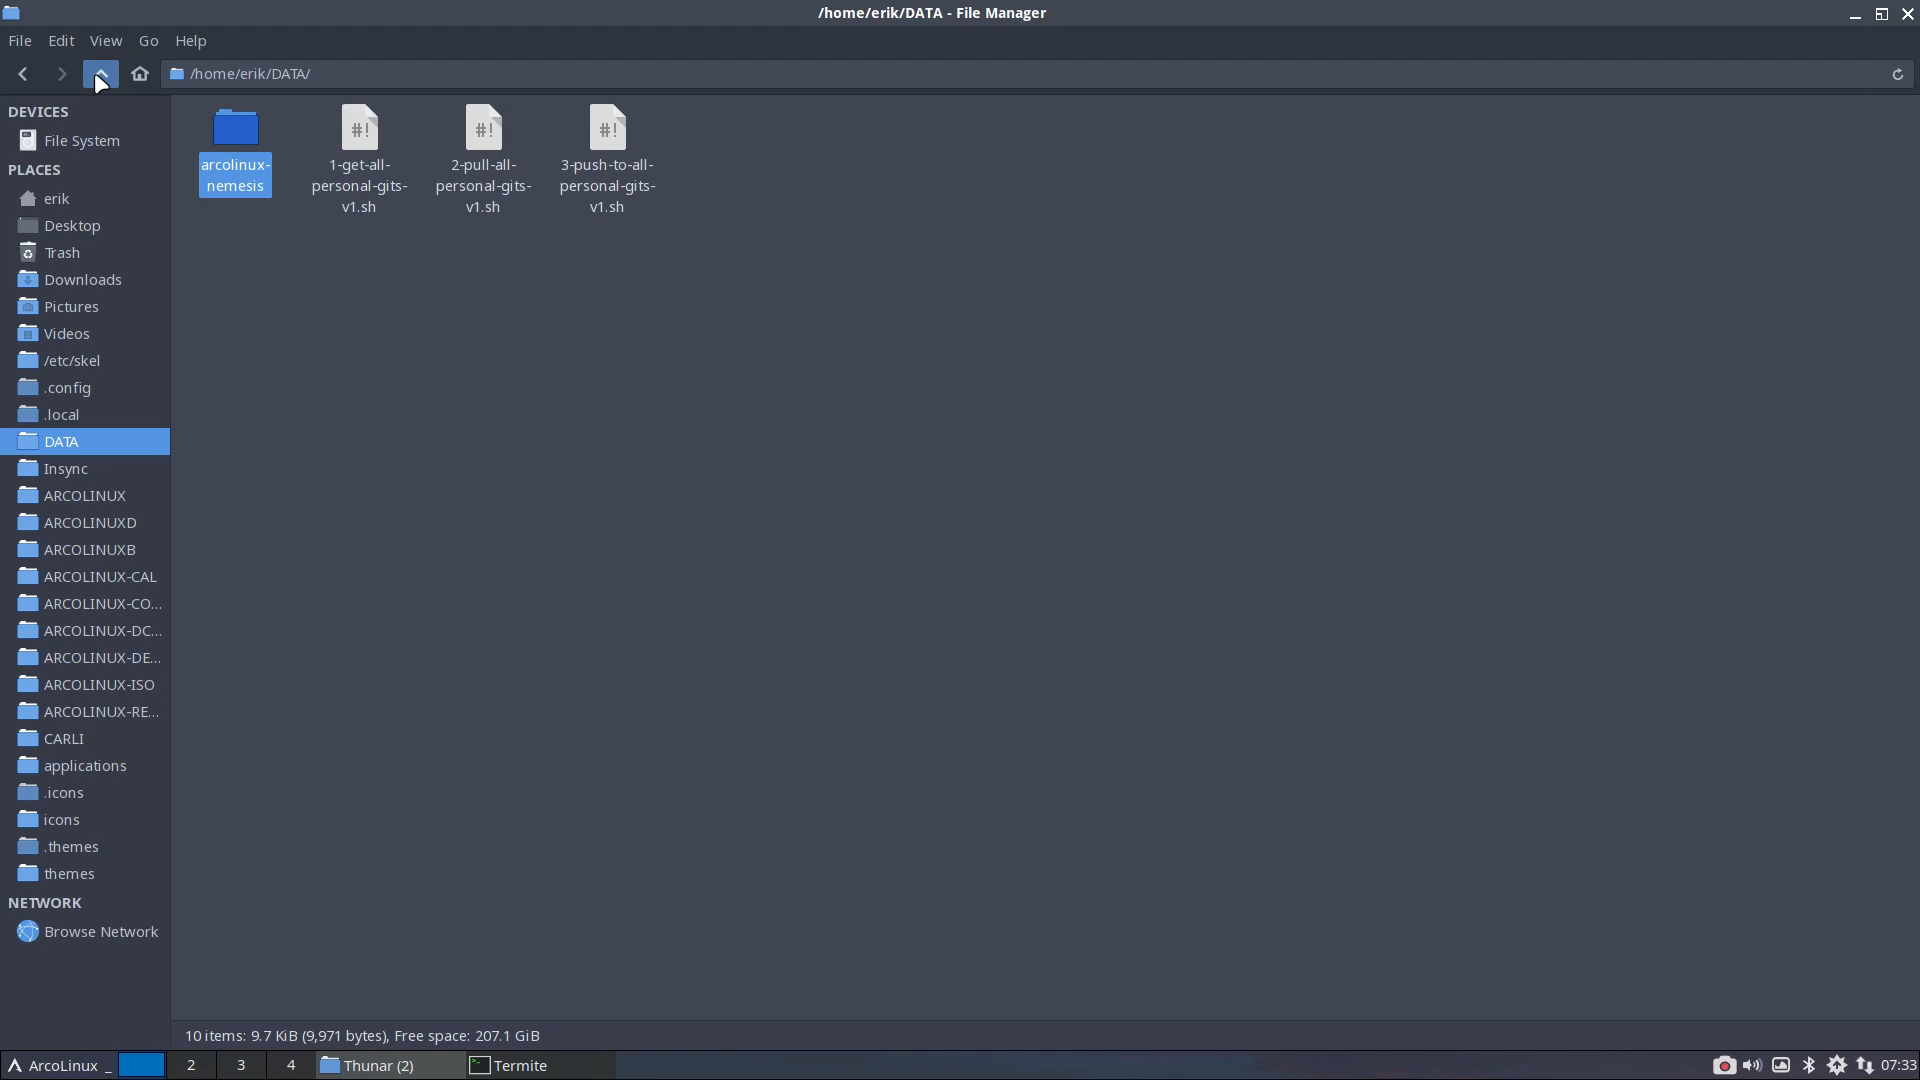 /home/erik/DATA - File Manager
File Edit View Go Help
/home/erik/DATA/
DEVICES
File System
PLACES
erik
Desktop
Trash
Downloads
Pictures
Videos
/etc/skel
.config
.local
DATA
Insync
ARCOLINUX
ARCOLINUXD
ARCOLINUXB
ARCOLINUX-CAL
ARCOLINUX-CO...
ARCOLINUX-DC...
ARCOLINUX-DE...
ARCOLINUX-ISO
ARCOLINUX-RE...
CARLI
applications
.icons
icons
.themes
themes
NETWORK
Browse Network
arcolinux-
nemesis
#!
1-get-all-
personal-gits-
v1.sh
#!
2-pull-all-
personal-gits-
v1.sh
#!
3-push-to-all-
personal-gits-
v1.sh
10 items: 9.7 KiB (9,971 bytes), Free space: 207.1 GiB
ArcoLinux _ 2 3 4 Thunar (2) Termite 07:33